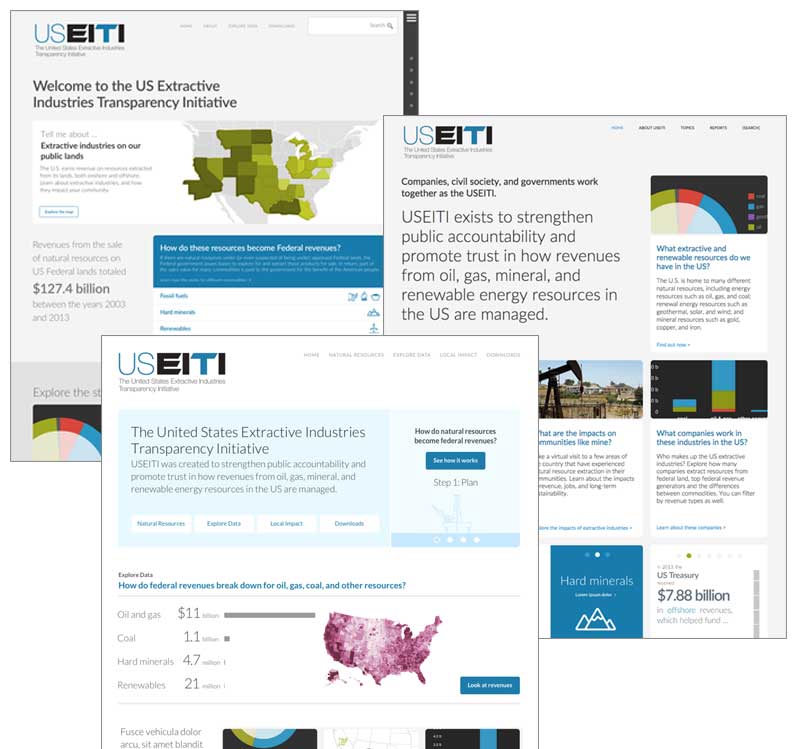 USEITI
The United States Extractive Industries
Transparency Initiative
HOME ABOUT EXPLORE DATA DOWNLOADS
Search
Welcome to the US Extractive
Industries Transparency Initiative
Tell me about ...
Extractive industries on our
public lands
The U.S. earns revenue on resources extracted
from its lands, both onshore and offshore.
Learn about extractive industries, and how
they impact your community.
Explore the map
Revenues from the sale
of natural resources on
US Federal lands totaled
$127.4 billion
between the years 2003
and 2013
How do these resources become Federal revenues?
Fossil fuels
Hard minerals
Renewables
Explore the st
USEITI
The United States Extractive Industries
Transparency Initiative
HOME ABOUT USEITI TOPICS REPORTS (SEARCH)
Companies, civil society, and governments work
together as the USEITI.
USEITI exists to strengthen
public accountability and
promote trust in how revenues
from oil, gas, mineral, and
renewable energy resources in
the US are managed.
coal
gas
oil
What extractive and
renewable resources do we
have in the US?
The U.S. is home to many different
natural resources, including energy
resources such as oil, gas, and coal;
renewal energy resources such as
geothermal, solar, and wind; and
mineral resources such as gold,
copper, and iron.
Find out now >
hat are the impacts on
mmunities like mine?
ke a virtual visit to a few areas of
e country that have experienced
tural resource extraction in their
mmunities. Learn about the impacts
revenue, jobs, and long-term
stainability.
lore the impacts of extractive industries >
0 b
0 b
0
What companies work in
these industries in the US?
Who makes up the US extractive
industries? Explore how many
companies extract resources from
federal land, top federal revenue
generators and the differences
between commodities. You can filter
by revenue types as well.
Learn about these companies >
Hard minerals
Lorem ipsum dolor >
in 2013 the
US Treasury
received
$7.88 billion
in offshore revenues,
which helped fund ...
USEITI
The United States Extractive Industries
Transparency Initiative
HOME NATURAL RESOURCES EXPLORE DATA LOCAL IMPACT DOWNLOADS
The United States Extractive Industries
Transparency Initiative
USEITI was created to strengthen public accountability and
promote trust in how revenues from oil, gas, mineral, and
renewable energy resources in the US are managed.
Natural Resources Explore Data Local Impact Downloads
How do natural resources
become federal revenues?
See how it works
Step 1: Plan
Explore Data
How do federal revenues break down for oil, gas, coal, and other resources?
Oil and gas $11 billion
Coal 1.1 billion
Hard minerals 4.7 million
Renewables 21 million
Look at revenues
Fusce vehicula dolor
arcu, sit amet blandit